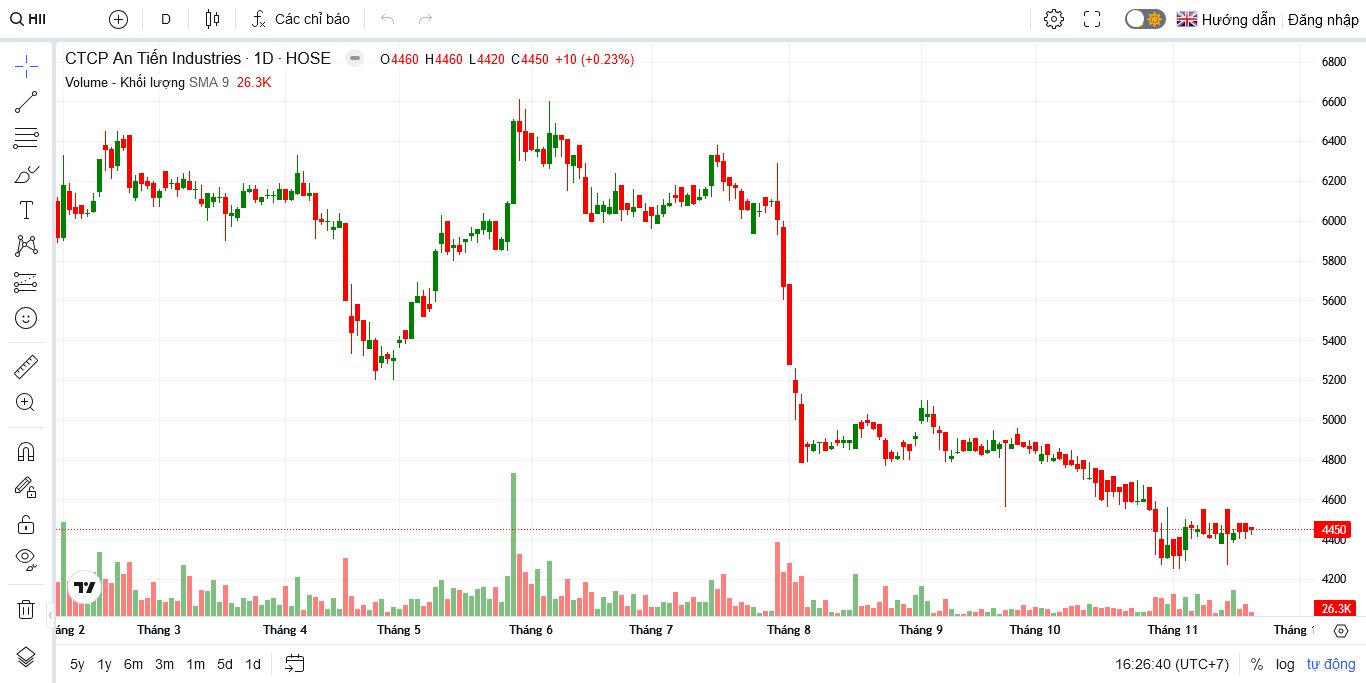 HII D Các chỉ báo Hướng dẫn Đăng nhập
CTCP An Tiến Industries · 1D · HOSE O4460 H4460 L4420 C4450 +10 (+0.23%)
Volume - Khối lượng SMA 9 26.3K
6800
6600
6400
6200
6000
5800
5600
5400
5200
5000
4800
4600
4450
4400
4200
26.3K
áng 2 Tháng 3 Tháng 4 Tháng 5 Tháng 6 Tháng 7 Tháng 8 Tháng 9 Tháng 10 Tháng 11 Tháng 1
5y 1y 6m 3m 1m 5d 1d 16:26:40 (UTC+7) % log tự động